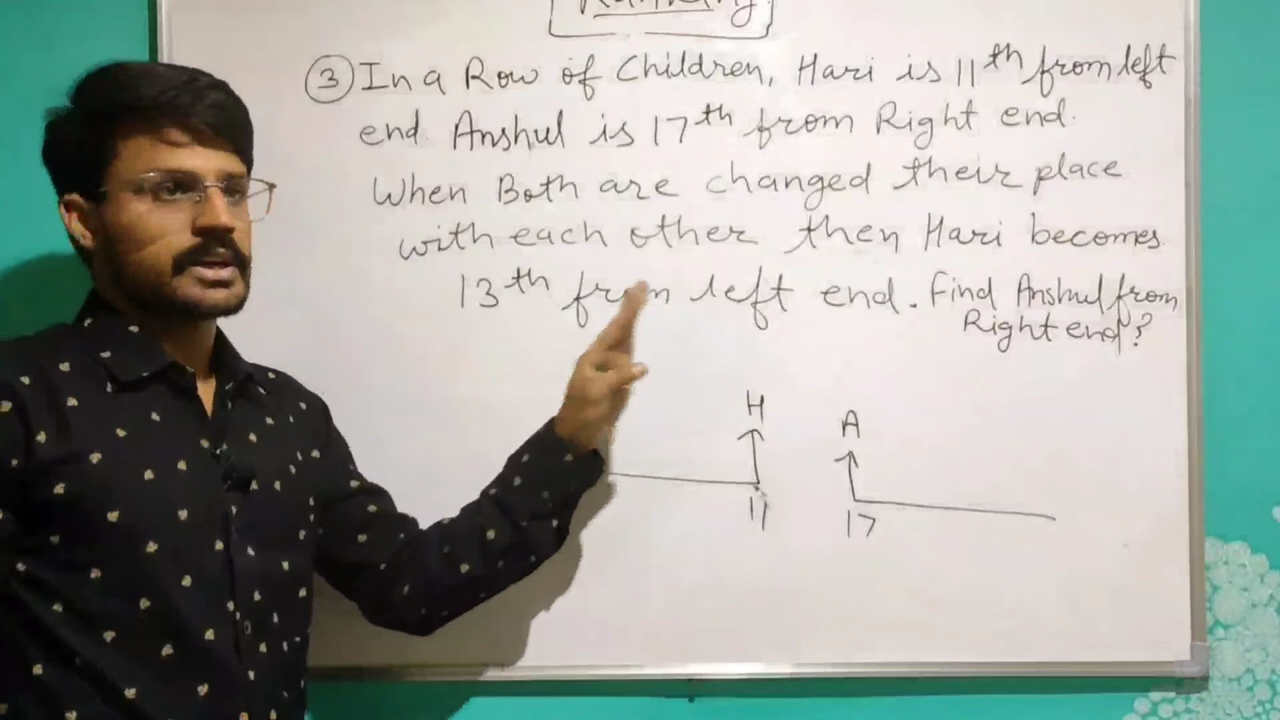 Ranking
③ In a Row of Children, Hari is 11th from left
end Anshul is 17th from Right end.
When Both are changed their place
with each other then Hari becomes
13th from left end. Find Anshul from
Right end?
H
A
11
17